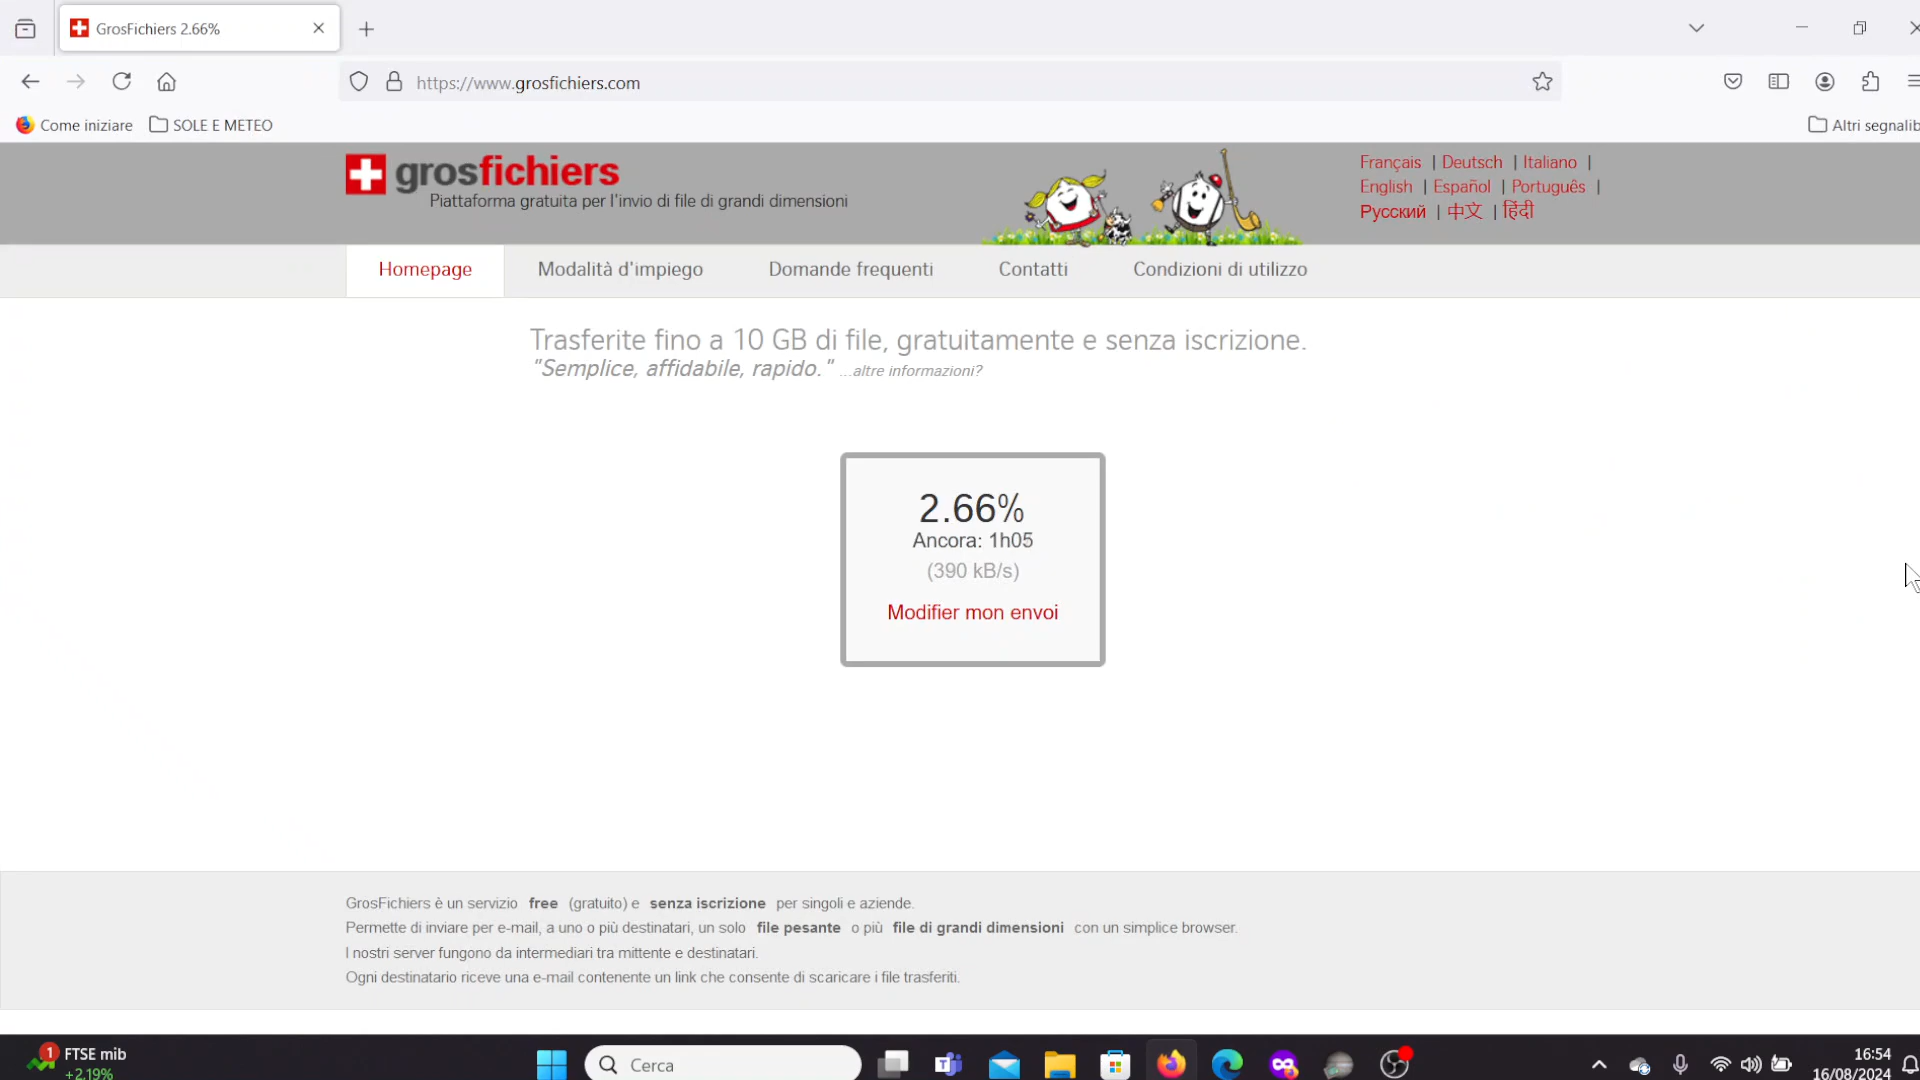 GrosFichiers 2.66%
https://www.grosfichiers.com
Come iniziare SOLE E METEO
grosfichiers
Piattaforma gratuita per l'invio di file di grandi dimensioni
Français | Deutsch | Italiano |
English | Español | Português |
Русский | 中文 | हिंदी
Homepage Modalità d'impiego Domande frequenti Contatti Condizioni di utilizzo
Trasferite fino a 10 GB di file, gratuitamente e senza iscrizione.
"Semplice, affidabile, rapido." ...altre informazioni?
2.66%
Ancora: 1h05
(390 kB/s)
Modifier mon envoi
GrosFichiers è un servizio free (gratuito) e senza iscrizione per singoli e aziende.
Permette di inviare per e-mail, a uno o più destinatari, un solo file pesante o più file di grandi dimensioni con un simplice browser.
I nostri server fungono da intermediari tra mittente e destinatari.
Ogni destinatario riceve una e-mail contenente un link che consente di scaricare i file trasferiti.
1 FTSE mib
+2.19%
Cerca
16:54
16/08/2024